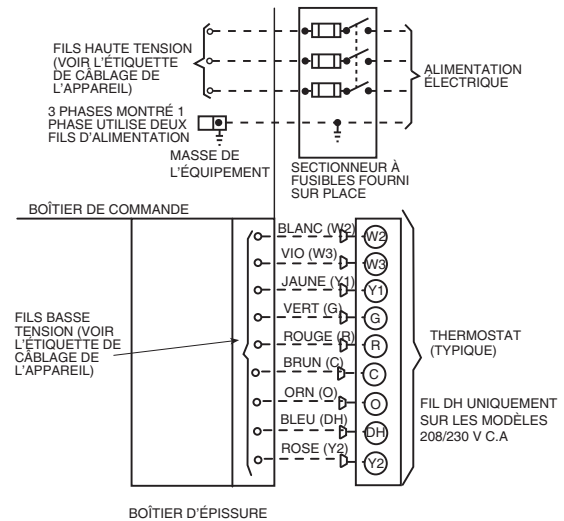 FILS HAUTE TENSION
(VOIR L'ÉTIQUETTE
DE CÂBLAGE DE
L'APPAREIL)
ALIMENTATION
ÉLECTRIQUE
3 PHASES MONTRÉ 1
PHASE UTILISE DEUX
FILS D'ALIMENTATION
MASSE DE
L'ÉQUIPEMENT
SECTIONNEUR À
FUSIBLES FOURNI
SUR PLACE
BOÎTIER DE COMMANDE
BLANC (W2) W2
VIO (W3) W3
JAUNE (Y1) Y1
VERT (G) G
ROUGE (R) R
BRUN (C) C
ORN (O) O
BLEU (DH) DH
ROSE (Y2) Y2
FILS BASSE
TENSION (VOIR
L'ÉTIQUETTE DE
CÂBLAGE DE
L'APPAREIL)
THERMOSTAT
(TYPIQUE)
FIL DH UNIQUEMENT
SUR LES MODÈLES
208/230 V C.A
BOÎTIER D'ÉPISSURE